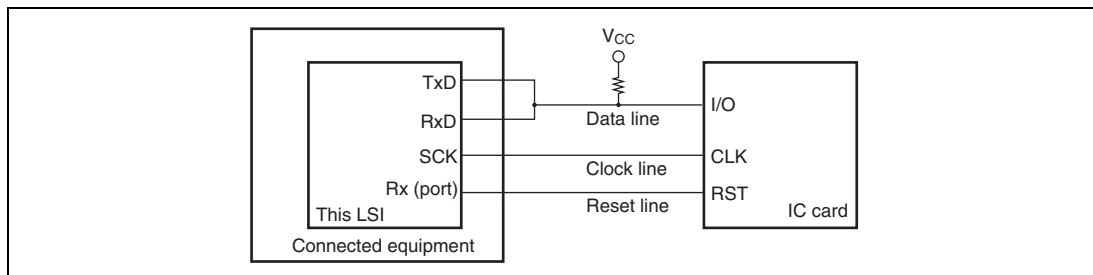 V_CC
TxD
RxD
SCK
Rx (port)
This LSI
Connected equipment
Data line
Clock line
Reset line
I/O
CLK
RST
IC card